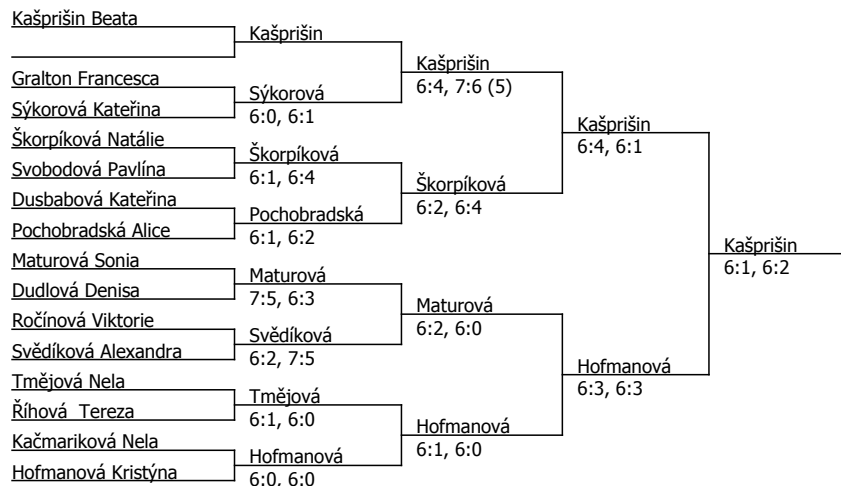 Kašprišin Beata
Kašprišin
Kašprišin
6:4, 7:6 (5)
Gralton Francesca
Sýkorová
6:0, 6:1
Sýkorová Kateřina
Kašprišin
6:4, 6:1
Škorpíková Natálie
Škorpíková
6:1, 6:4
Svobodová Pavlína
Škorpíková
6:2, 6:4
Dusbabová Kateřina
Pochobradská
6:1, 6:2
Pochobradská Alice
Kašprišin
6:1, 6:2
Maturová Sonia
Maturová
7:5, 6:3
Dudlová Denisa
Maturová
6:2, 6:0
Ročínová Viktorie
Svědíková
6:2, 7:5
Svědíková Alexandra
Hofmanová
6:3, 6:3
Tmějová Nela
Tmějová
6:1, 6:0
Říhová Tereza
Hofmanová
6:1, 6:0
Kačmariková Nela
Hofmanová
6:0, 6:0
Hofmanová Kristýna